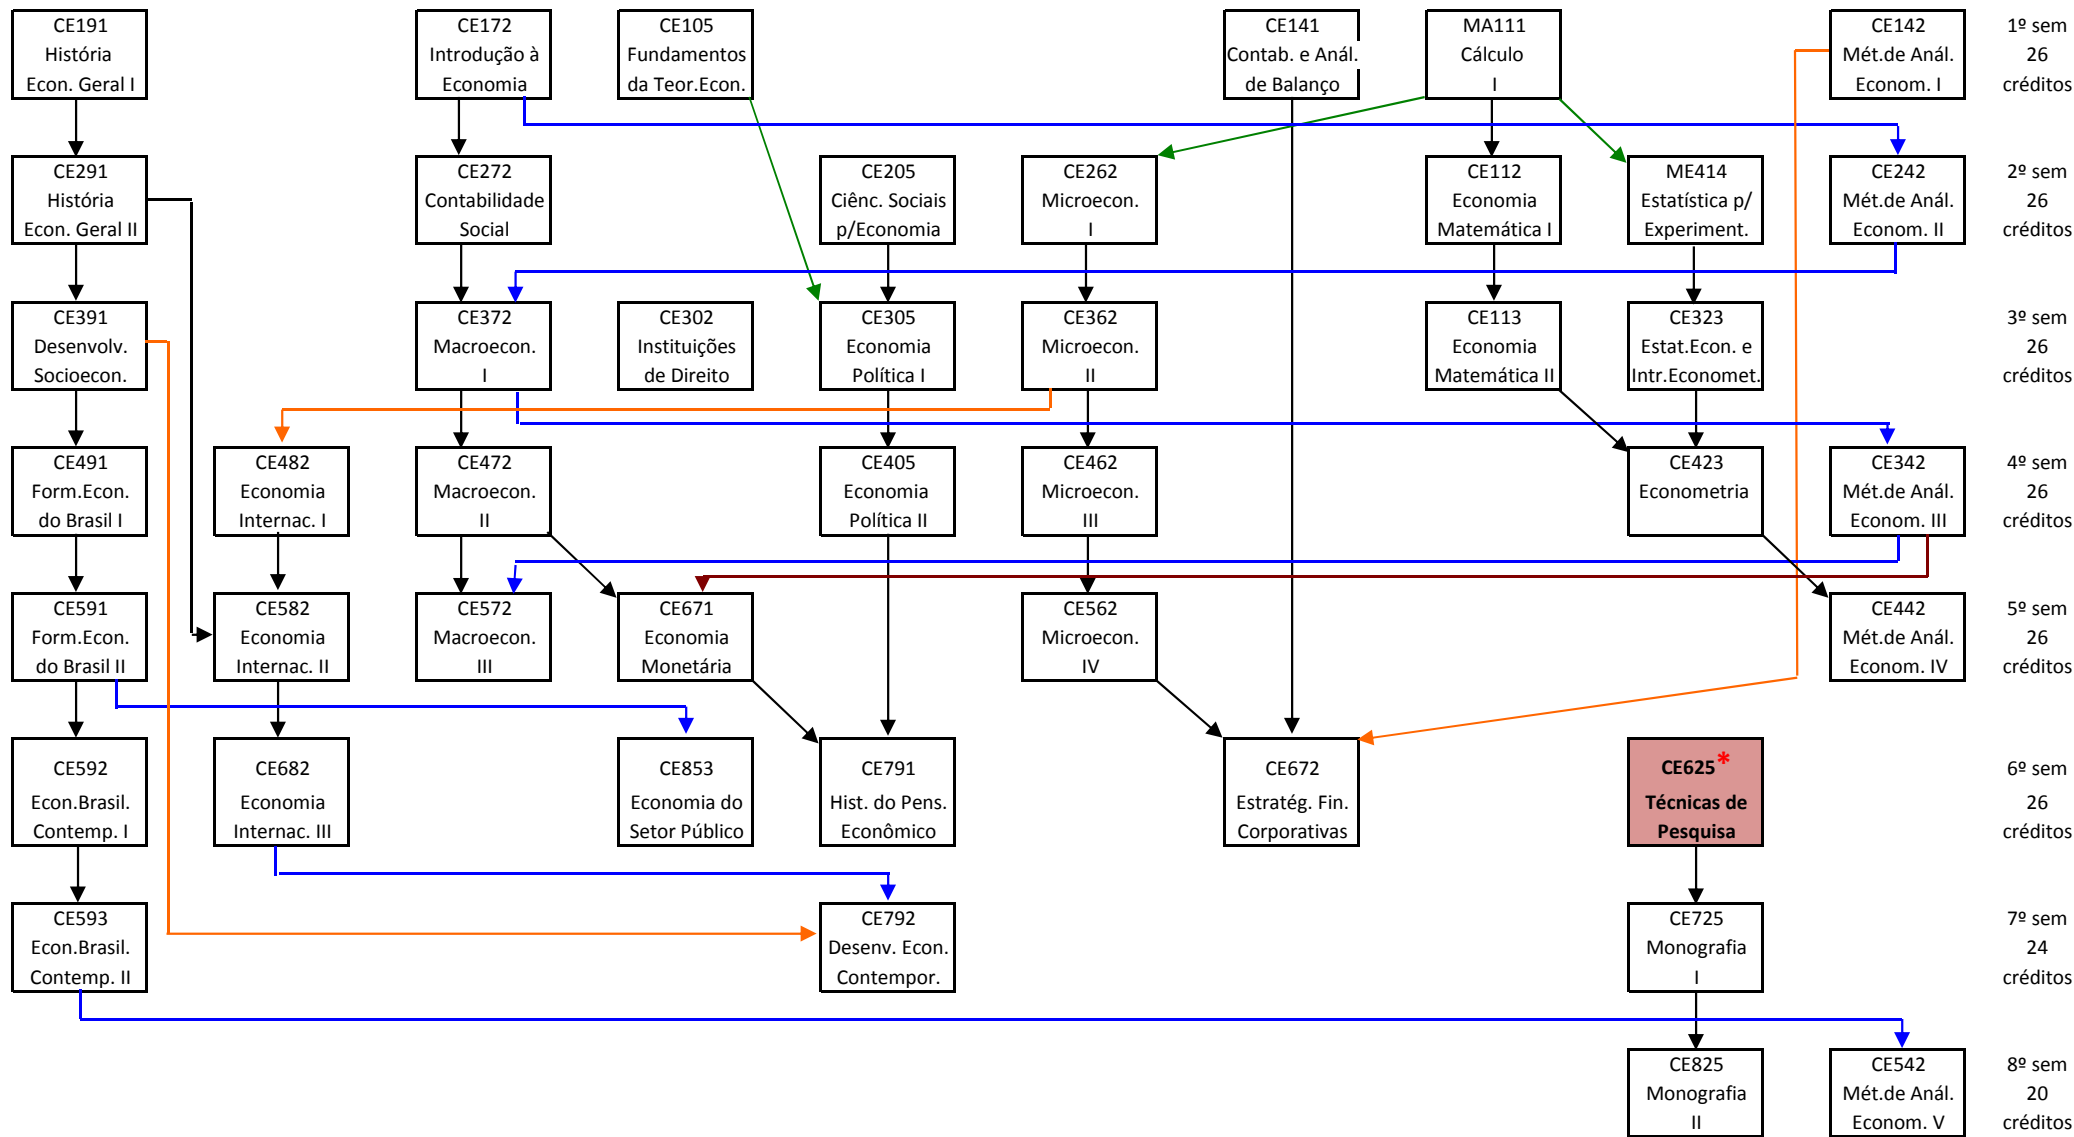 CE191
História
Econ. Geral I
CE172
Introdução à
Economia
CE105
Fundamentos
da Teor.Econ.
CE141
Contab. e Anál.
de Balanço
MA111
Cálculo
I
CE142
Mét.de Anál.
Econom. I
1º sem
26
créditos
CE291
História
Econ. Geral II
CE272
Contabilidade
Social
CE205
Ciênc. Sociais
p/Economia
CE262
Microecon.
I
CE112
Economia
Matemática I
ME414
Estatística p/
Experiment.
CE242
Mét.de Anál.
Econom. II
2º sem
26
créditos
CE391
Desenvolv.
Socioecon.
CE372
Macroecon.
I
CE302
Instituições
de Direito
CE305
Economia
Política I
CE362
Microecon.
II
CE113
Economia
Matemática II
CE323
Estat.Econ. e
Intr.Economet.
3º sem
26
créditos
CE491
Form.Econ.
do Brasil I
CE482
Economia
Internac. I
CE472
Macroecon.
II
CE405
Economia
Política II
CE462
Microecon.
III
CE423
Econometria
CE342
Mét.de Anál.
Econom. III
4º sem
26
créditos
CE591
Form.Econ.
do Brasil II
CE582
Economia
Internac. II
CE572
Macroecon.
III
CE671
Economia
Monetária
CE562
Microecon.
IV
CE442
Mét.de Anál.
Econom. IV
5º sem
26
créditos
CE592
Econ.Brasil.
Contemp. I
CE682
Economia
Internac. III
CE853
Economia do
Setor Público
CE791
Hist. do Pens.
Econômico
CE672
Estratég. Fin.
Corporativas
CE625*
Técnicas de
Pesquisa
6º sem
26
créditos
CE593
Econ.Brasil.
Contemp. II
CE792
Desenv. Econ.
Contempor.
CE725
Monografia
I
7º sem
24
créditos
CE825
Monografia
II
CE542
Mét.de Anál.
Econom. V
8º sem
20
créditos